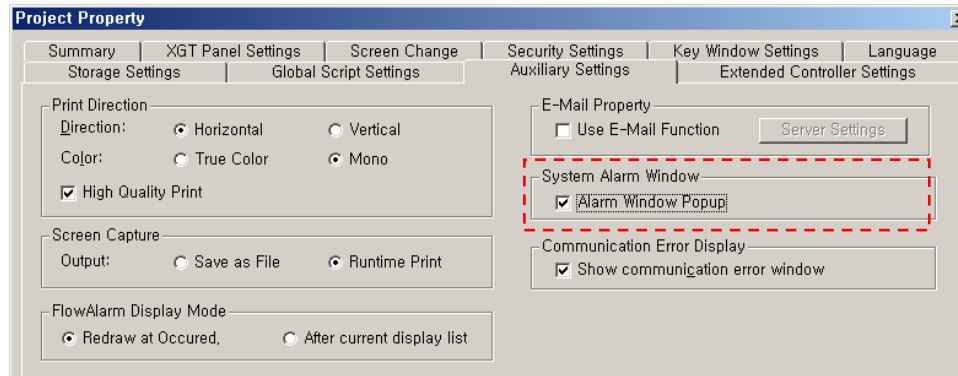 Project Property
Summary XGT Panel Settings Screen Change Security Settings Key Window Settings Language
Storage Settings Global Script Settings Auxiliary Settings Extended Controller Settings
Print Direction
Direction: Horizontal Vertical
Color: True Color Mono
High Quality Print
Screen Capture
Output: Save as File Runtime Print
FlowAlarm Display Mode
Redraw at Occured, After current display list
E-Mail Property
Use E-Mail Function Server Settings
System Alarm Window
Alarm Window Popup
Communication Error Display
Show communication error window